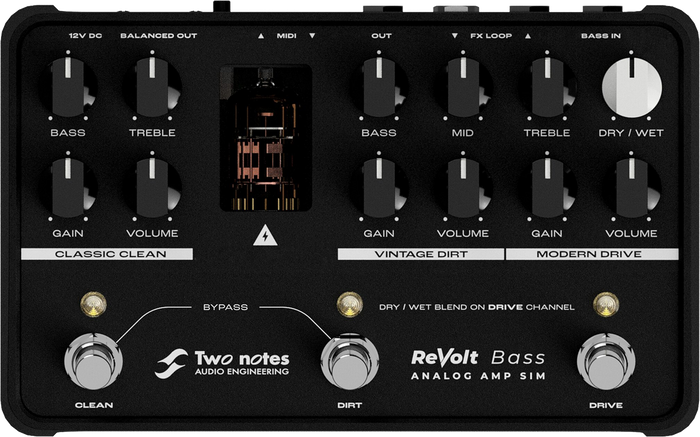 12V DC BALANCED OUT ▲ MIDI ▼ OUT ▼ FX LOOP ▲ BASS IN
BASS TREBLE BASS MID TREBLE DRY / WET
GAIN VOLUME GAIN VOLUME GAIN VOLUME
CLASSIC CLEAN VINTAGE DIRT MODERN DRIVE
BYPASS DRY / WET BLEND ON DRIVE CHANNEL
Two notes ReVolt Bass
AUDIO ENGINEERING ANALOG AMP SIM
CLEAN DIRT DRIVE